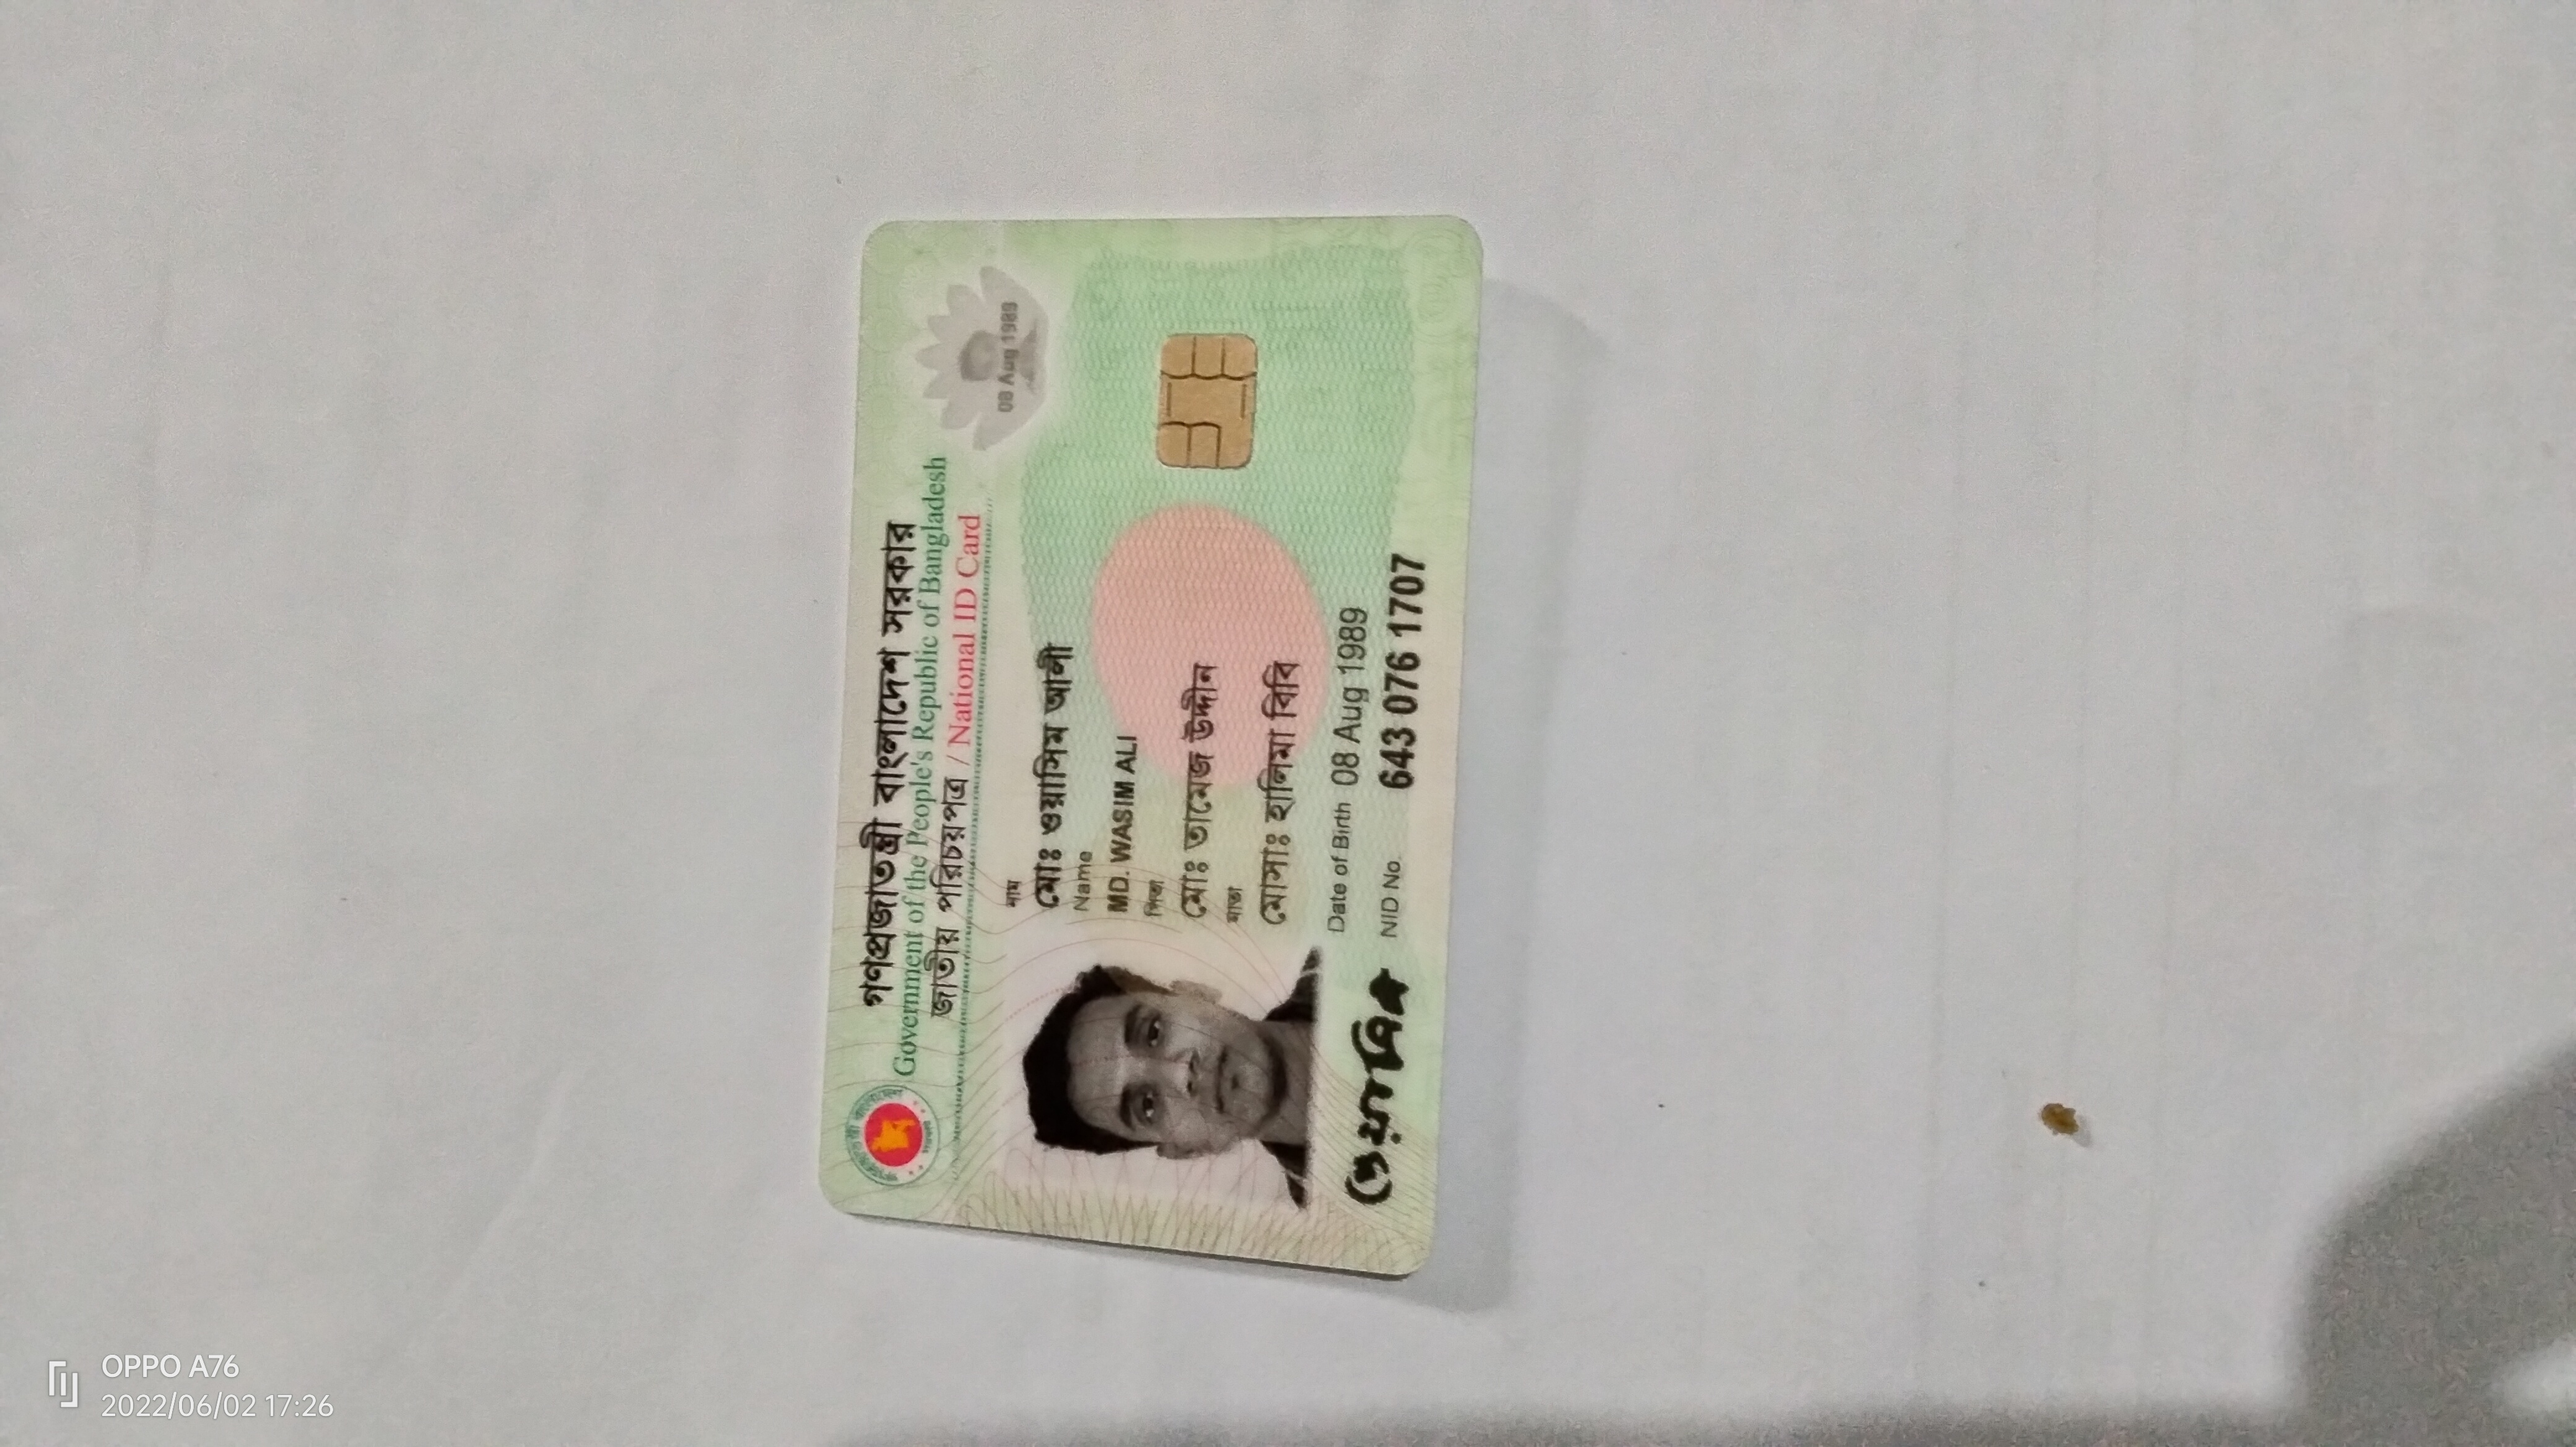 গণপ্রজাতন্ত্রী বাংলাদেশ সরকার
Government of the People's Republic of Bangladesh
জাতীয় পরিচয়পত্র / National ID Card
08 Aug 1989
নাম
মোঃ ওয়াসিম আলী
Name
MD. WASIM ALI
পিতা
মোঃ তামেজ উদ্দীন
মাতা
মোসাঃ হালিমা বিবি
Date of Birth 08 Aug 1989
NID No. 643 076 1707
OPPO A76
2022/06/02 17:26